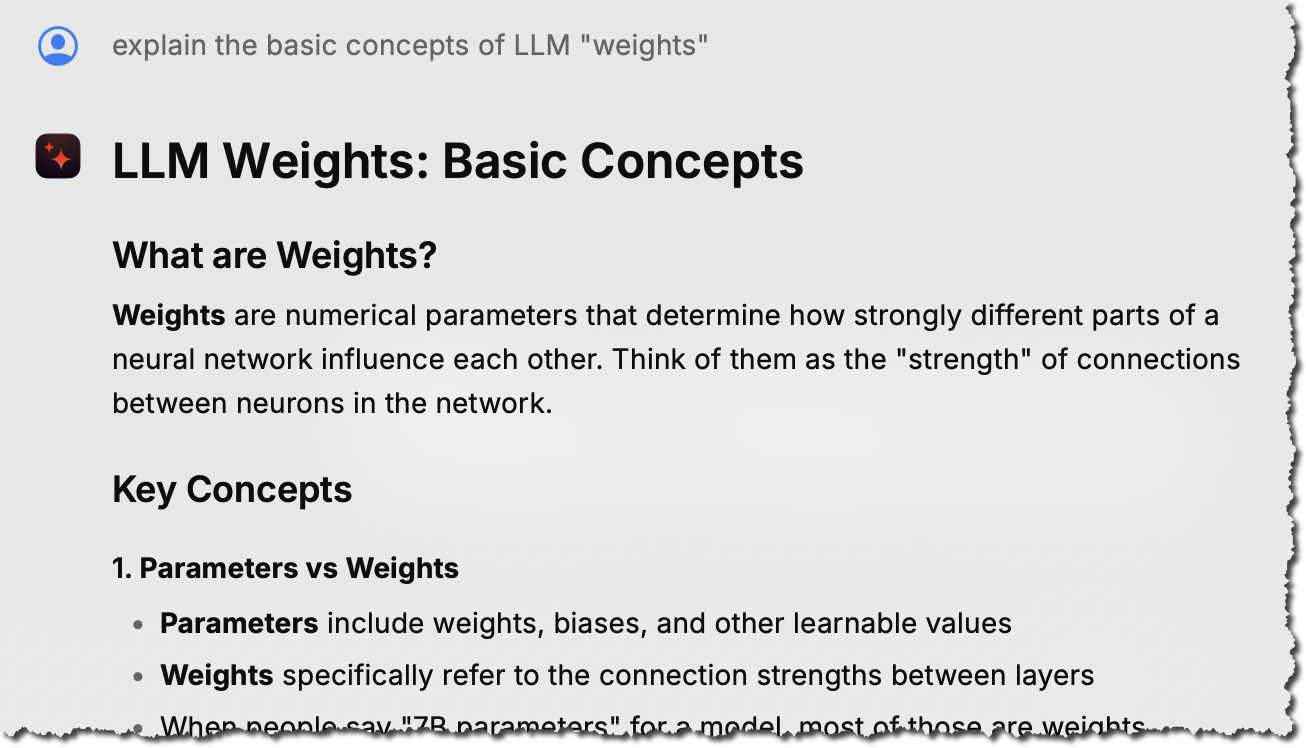 explain the basic concepts of LLM "weights"
LLM Weights: Basic Concepts
What are Weights?
Weights are numerical parameters that determine how strongly different parts of a
neural network influence each other. Think of them as the "strength" of connections
between neurons in the network.
Key Concepts
1. Parameters vs Weights
• Parameters include weights, biases, and other learnable values
• Weights specifically refer to the connection strengths between layers
• When people say "7B parameters" for a model, most of those are weights